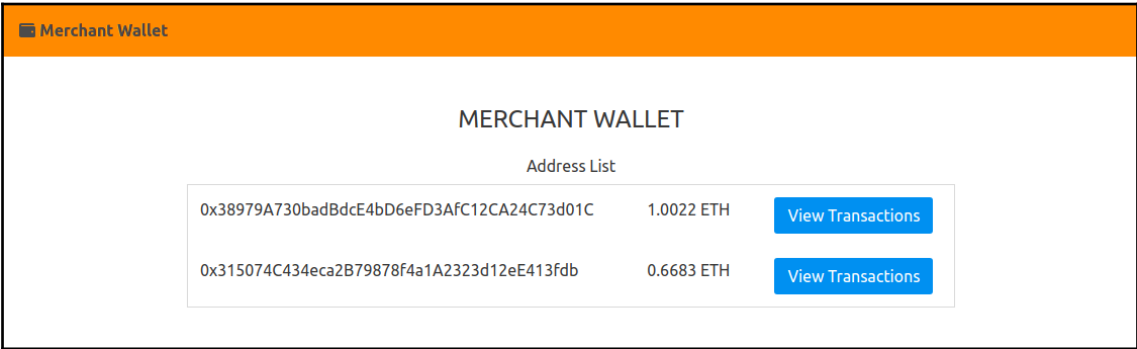 Merchant Wallet
MERCHANT WALLET
Address List
0x38979A730badBdcE4bD6eFD3AfC12CA24C73d01C 1.0022 ETH View Transactions
0x315074C434eca2B79878f4a1A2323d12eE413fdb 0.6683 ETH View Transactions